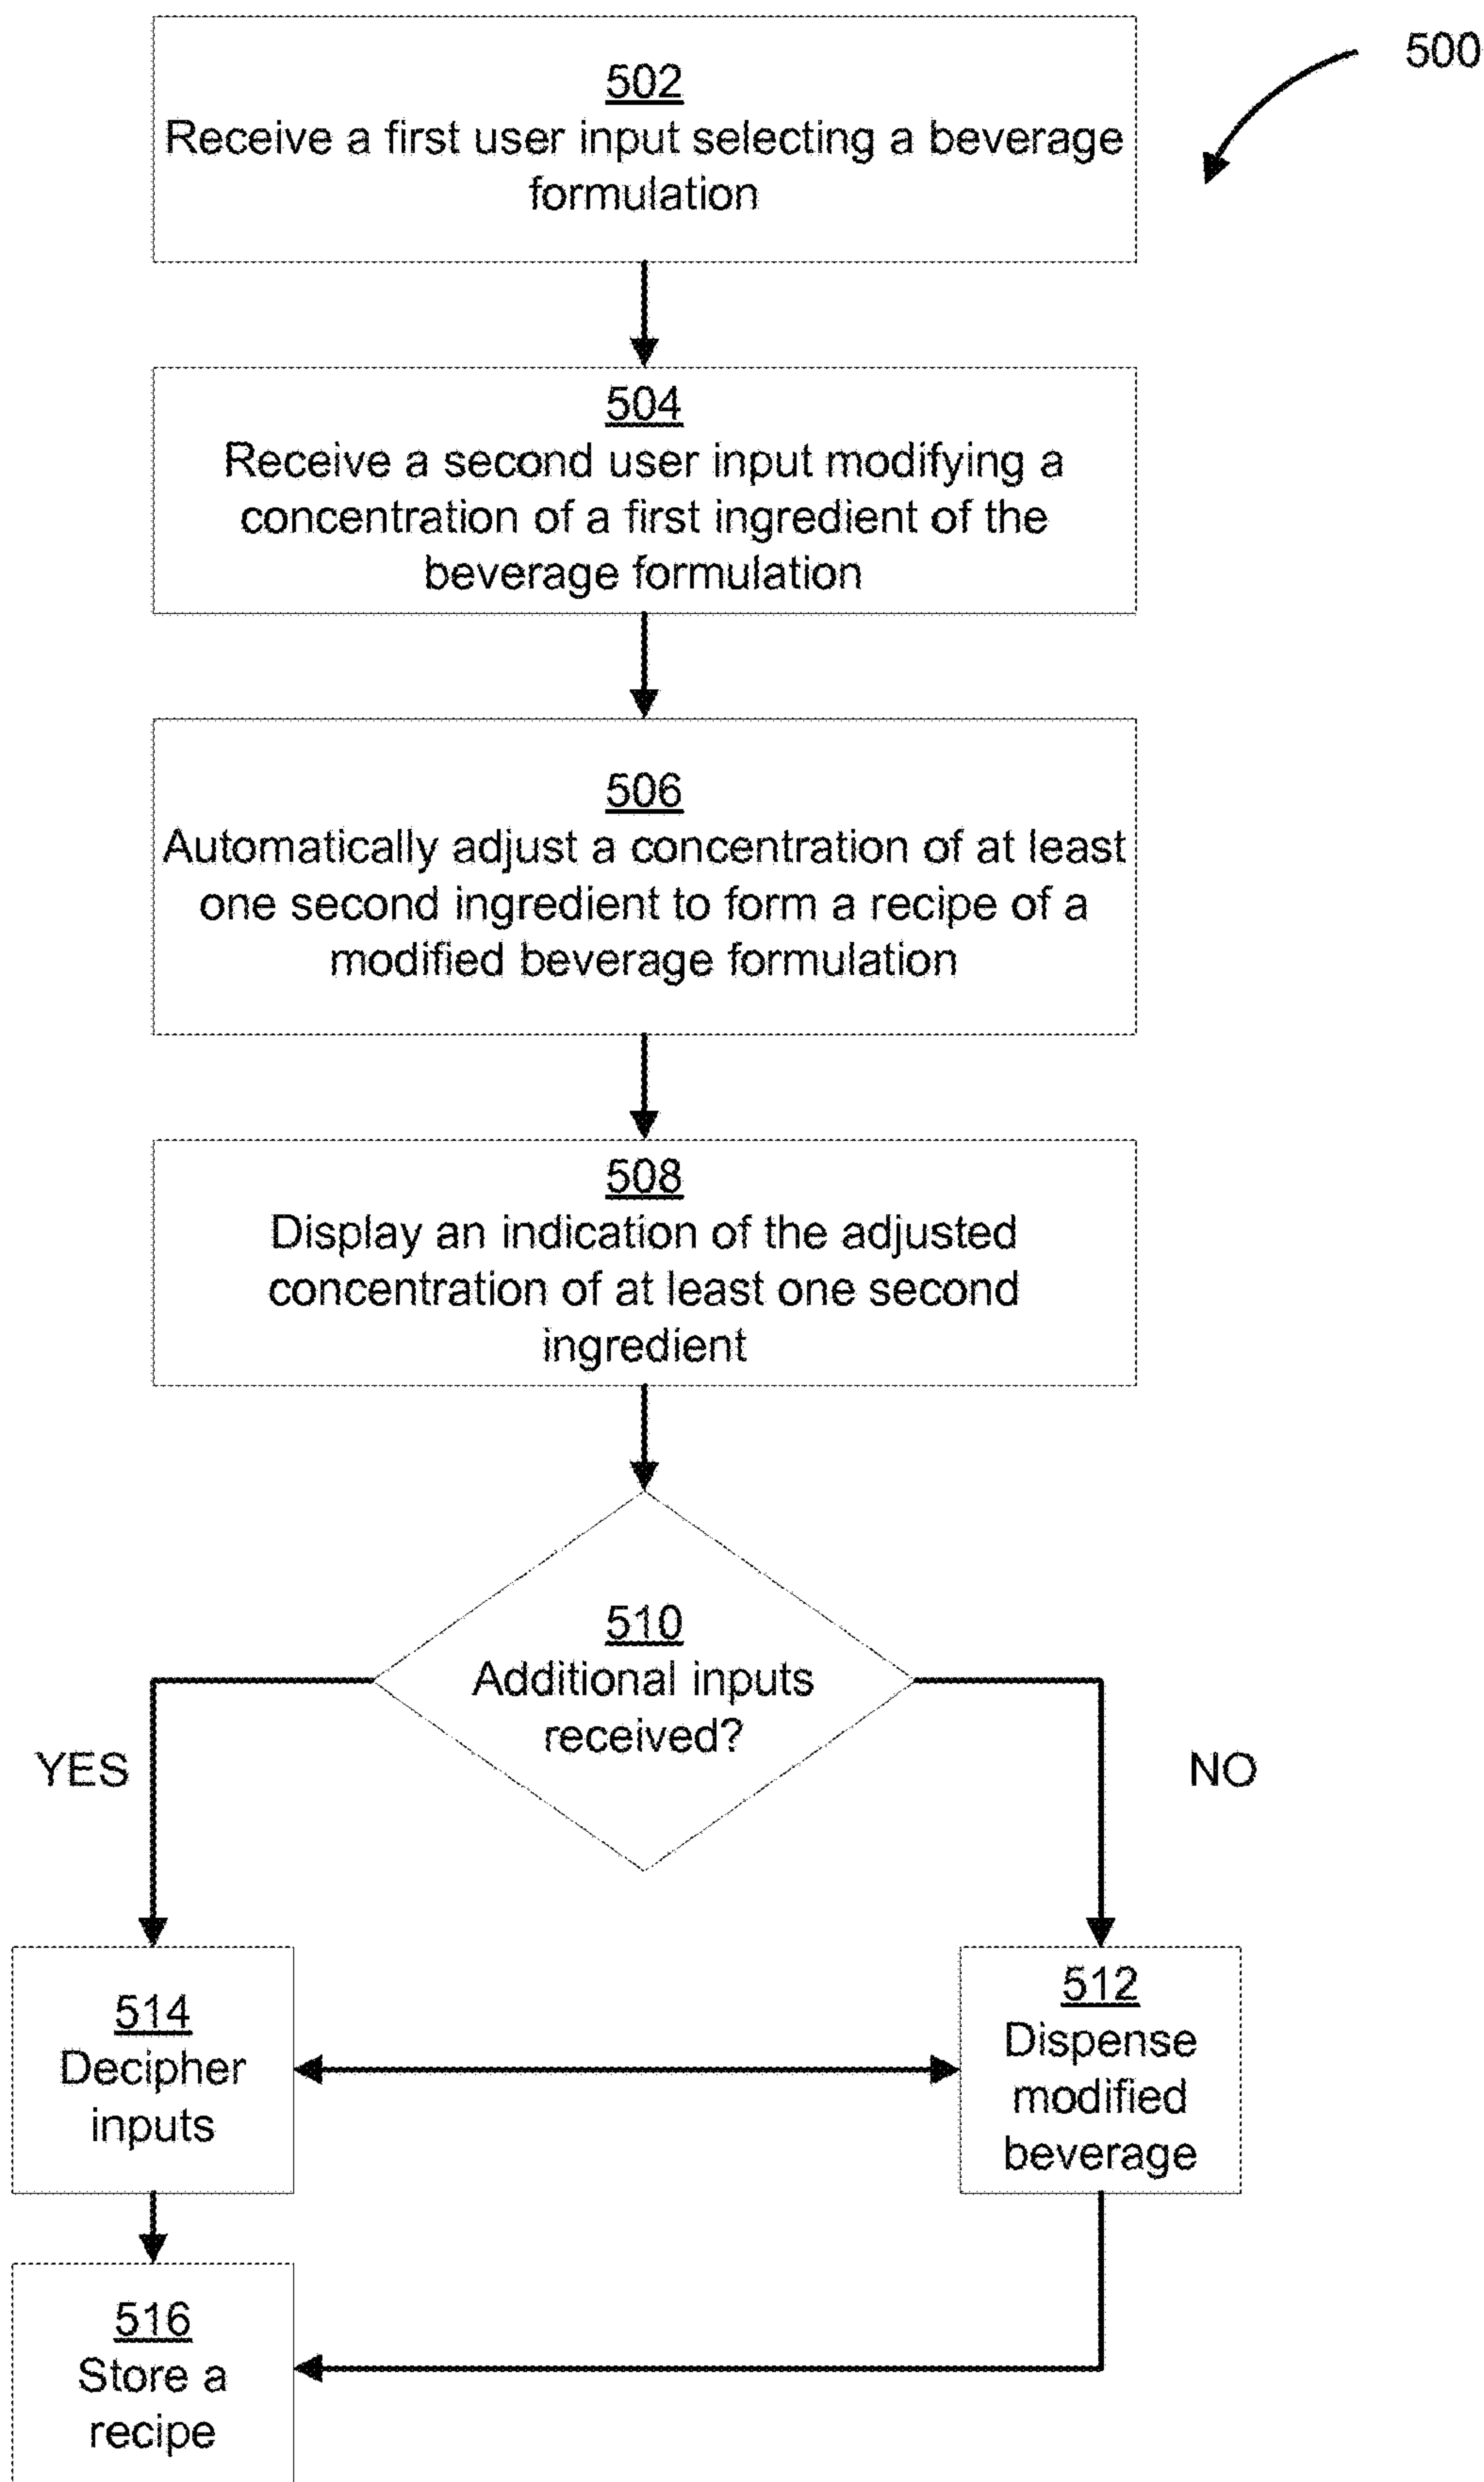 500
502
Receive a first user input selecting a beverage
formulation
504
Receive a second user input modifying a
concentration of a first ingredient of the
beverage formulation
506
Automatically adjust a concentration of at least
one second ingredient to form a recipe of a
modified beverage formulation
508
Display an indication of the adjusted
concentration of at least one second
ingredient
510
Additional inputs
received?
YES
NO
514
Decipher
inputs
512
Dispense
modified
beverage
516
Store a
recipe